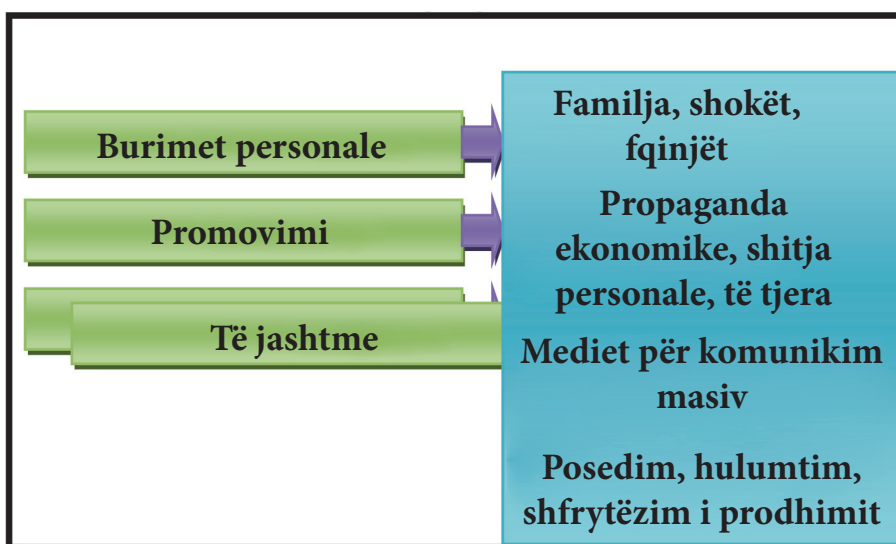 Burimet personale
Promovimi
Të jashtme
Familja, shokët,
fqinjët
Propaganda
ekonomike, shitja
personale, të tjera
Mediet për komunikim
masiv
Posedim, hulumtim,
shfrytëzim i prodhimit